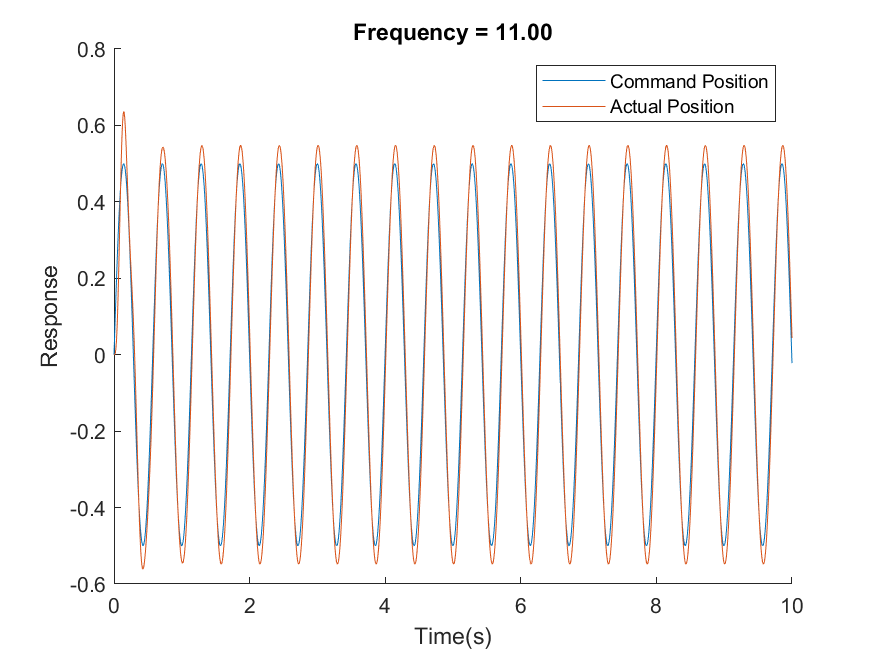 Frequency = 11.00
Command Position
Actual Position
0.8
0.6
0.4
0.2
0
-0.2
-0.4
-0.6
Response
0 2 4 6 8 10
Time(s)